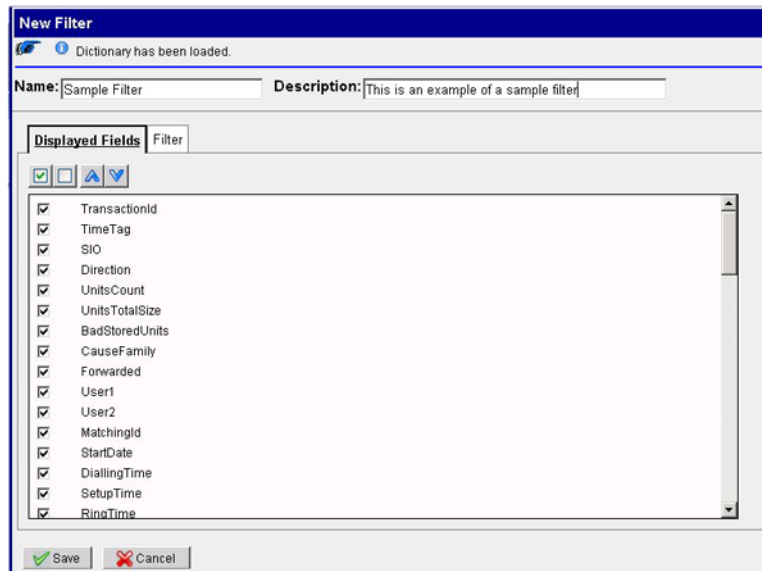 New Filter
Dictionary has been loaded.
Name: Sample Filter Description: This is an example of a sample filter
Displayed Fields Filter
TransactionId
TimeTag
SIO
Direction
UnitsCount
UnitsTotalSize
BadStoredUnits
CauseFamily
Forwarded
User1
User2
MatchingId
StartDate
DiallingTime
SetupTime
RingTime
Save Cancel